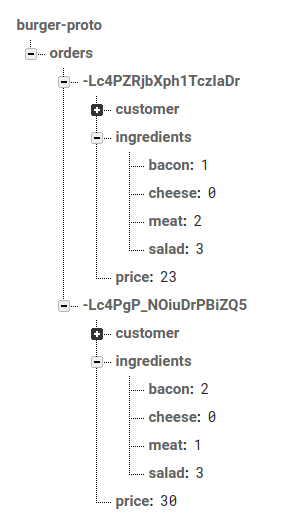 burger-proto
orders
-Lc4PZRjbXph1TczlaDr
customer
ingredients
bacon: 1
cheese: 0
meat: 2
salad: 3
price: 23
-Lc4PgP_NOiuDrPBiZQ5
customer
ingredients
bacon: 2
cheese: 0
meat: 1
salad: 3
price: 30